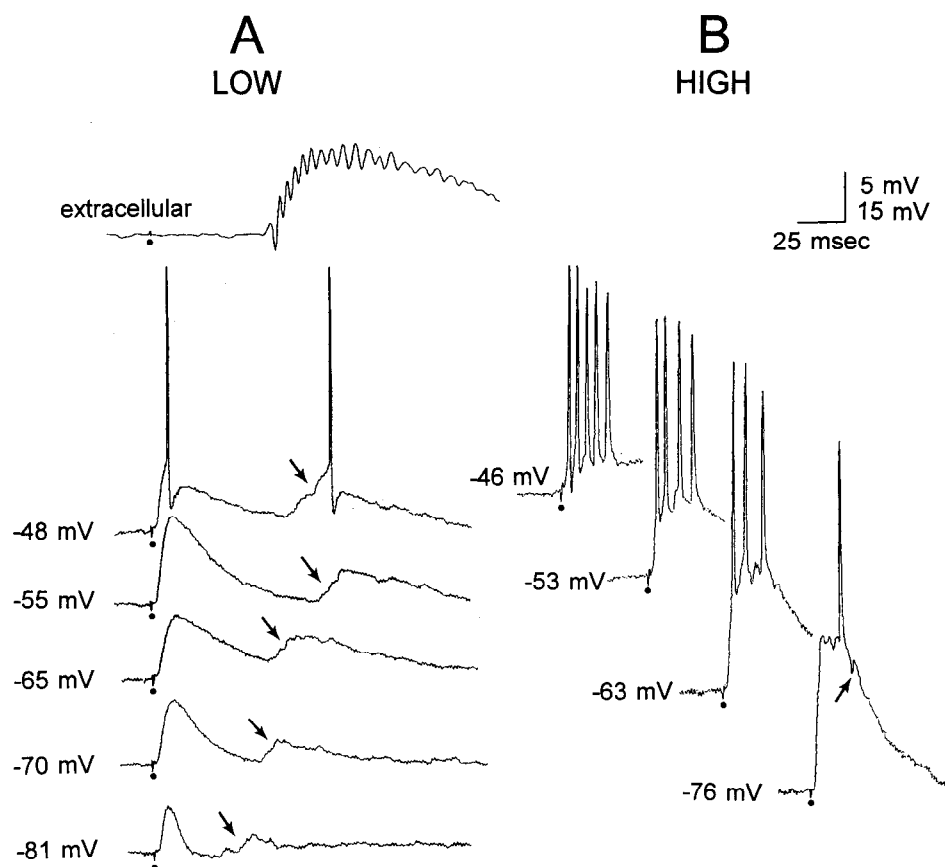 A
LOW
B
HIGH
extracellular
5 mV
15 mV
25 msec
-48 mV
-55 mV
-65 mV
-70 mV
-81 mV
-46 mV
-53 mV
-63 mV
-76 mV